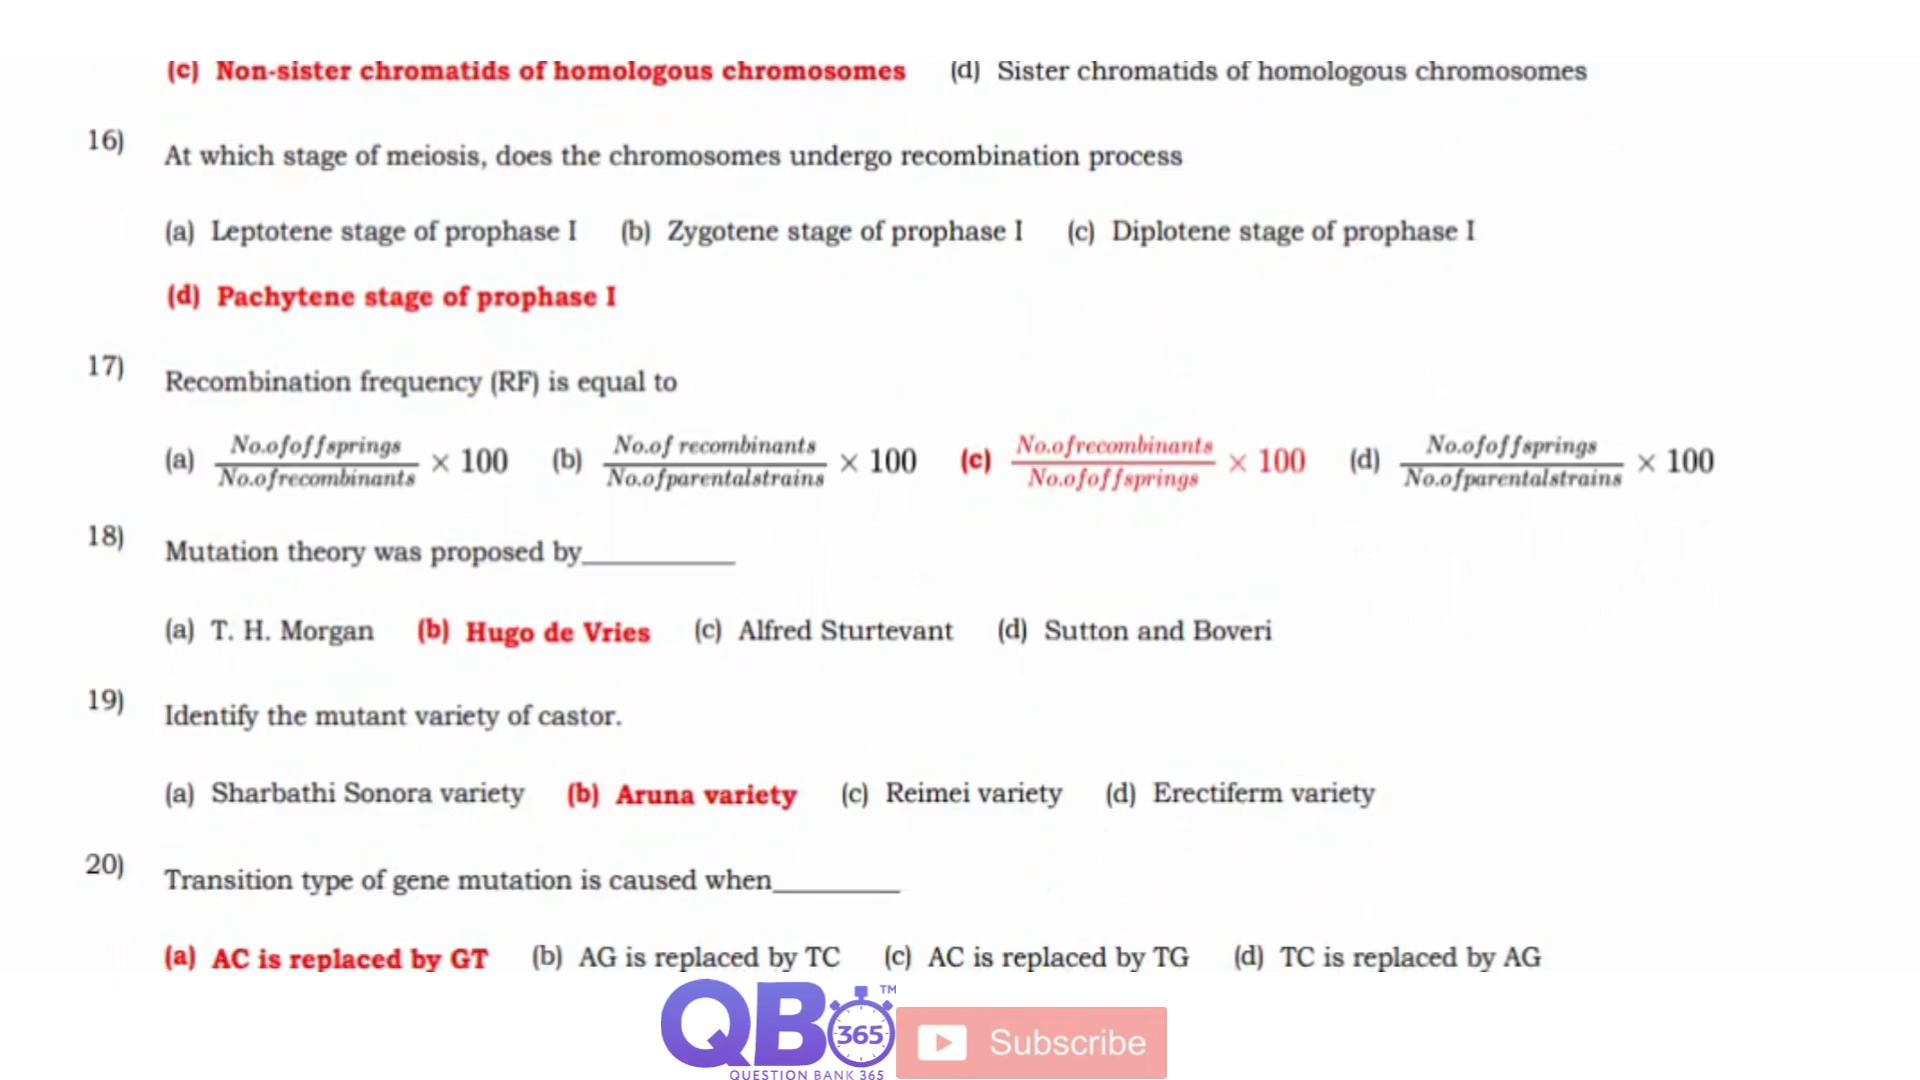 (c) Non-sister chromatids of homologous chromosomes (d) Sister chromatids of homologous chromosomes
16) At which stage of meiosis, does the chromosomes undergo recombination process
(a) Leptotene stage of prophase I (b) Zygotene stage of prophase I (c) Diplotene stage of prophase I
(d) Pachytene stage of prophase I
17) Recombination frequency (RF) is equal to
(a) No.ofoffsprings/No.ofrecombinants × 100 (b) No.of recombinants/No.ofparentalstrains × 100 (c) No.ofrecombinants/No.ofoffsprings × 100 (d) No.ofoffsprings/No.ofparentalstrains × 100
18) Mutation theory was proposed by__________
(a) T. H. Morgan (b) Hugo de Vries (c) Alfred Sturtevant (d) Sutton and Boveri
19) Identify the mutant variety of castor.
(a) Sharbathi Sonora variety (b) Aruna variety (c) Reimei variety (d) Erectiferm variety
20) Transition type of gene mutation is caused when________
(a) AC is replaced by GT (b) AG is replaced by TC (c) AC is replaced by TG (d) TC is replaced by AG
QB 365 TM
QUESTION BANK 365
Subscribe